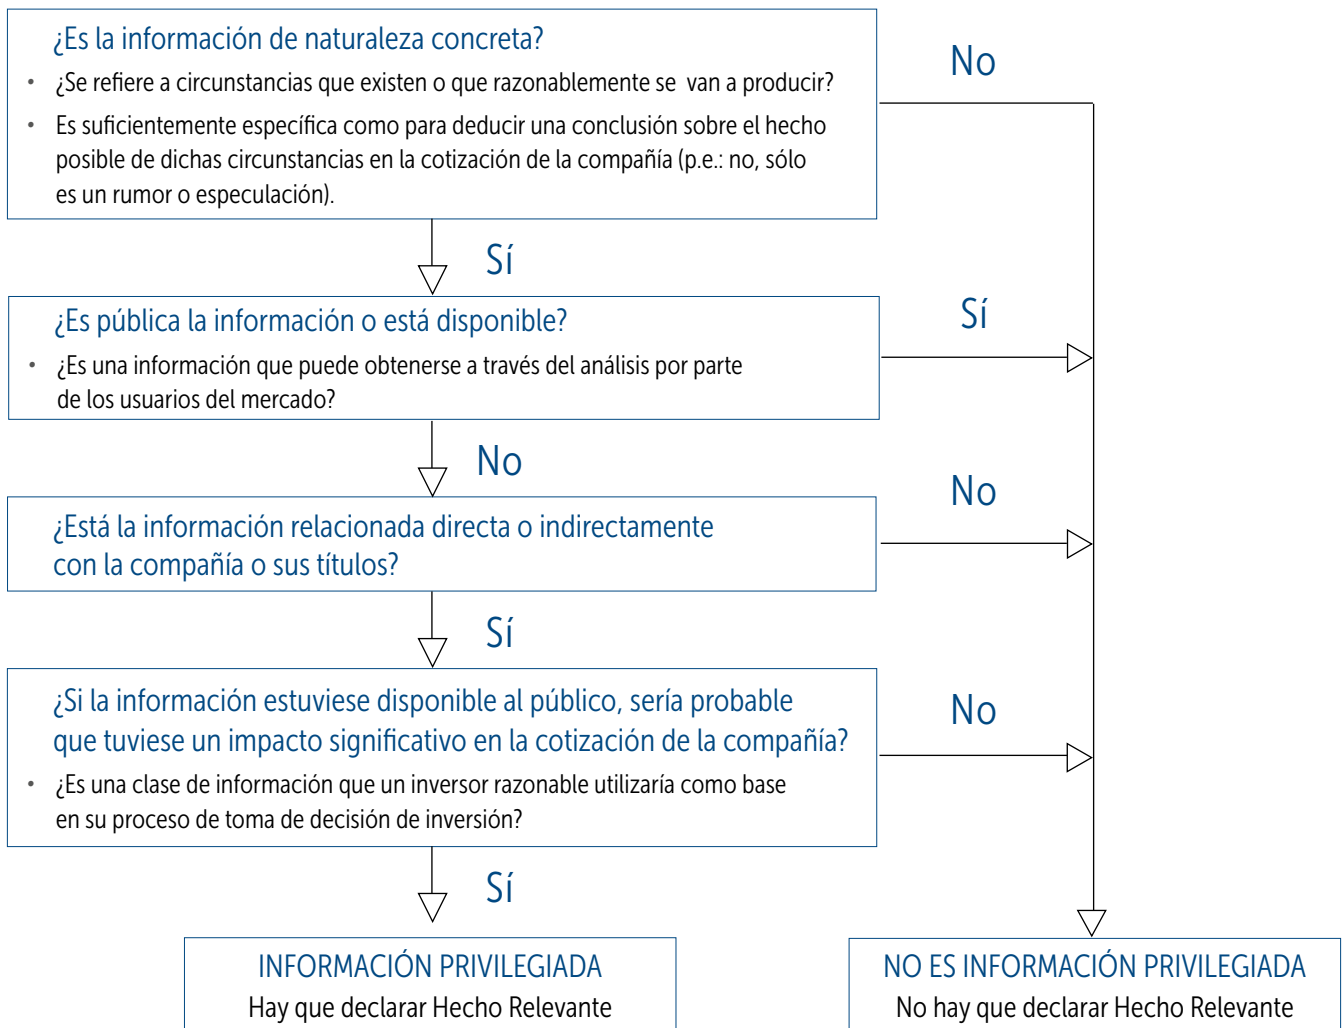 ¿Es la información de naturaleza concreta?
• ¿Se refiere a circunstancias que existen o que razonablemente se van a producir?
• Es suficientemente específica como para deducir una conclusión sobre el hecho
posible de dichas circunstancias en la cotización de la compañía (p.e.: no, sólo
es un rumor o especulación).
No
Sí
¿Es pública la información o está disponible?
• ¿Es una información que puede obtenerse a través del análisis por parte
de los usuarios del mercado?
Sí
No
¿Está la información relacionada directa o indirectamente
con la compañía o sus títulos?
No
Sí
¿Si la información estuviese disponible al público, sería probable
que tuviese un impacto significativo en la cotización de la compañía?
• ¿Es una clase de información que un inversor razonable utilizaría como base
en su proceso de toma de decisión de inversión?
No
Sí
INFORMACIÓN PRIVILEGIADA
Hay que declarar Hecho Relevante
NO ES INFORMACIÓN PRIVILEGIADA
No hay que declarar Hecho Relevante